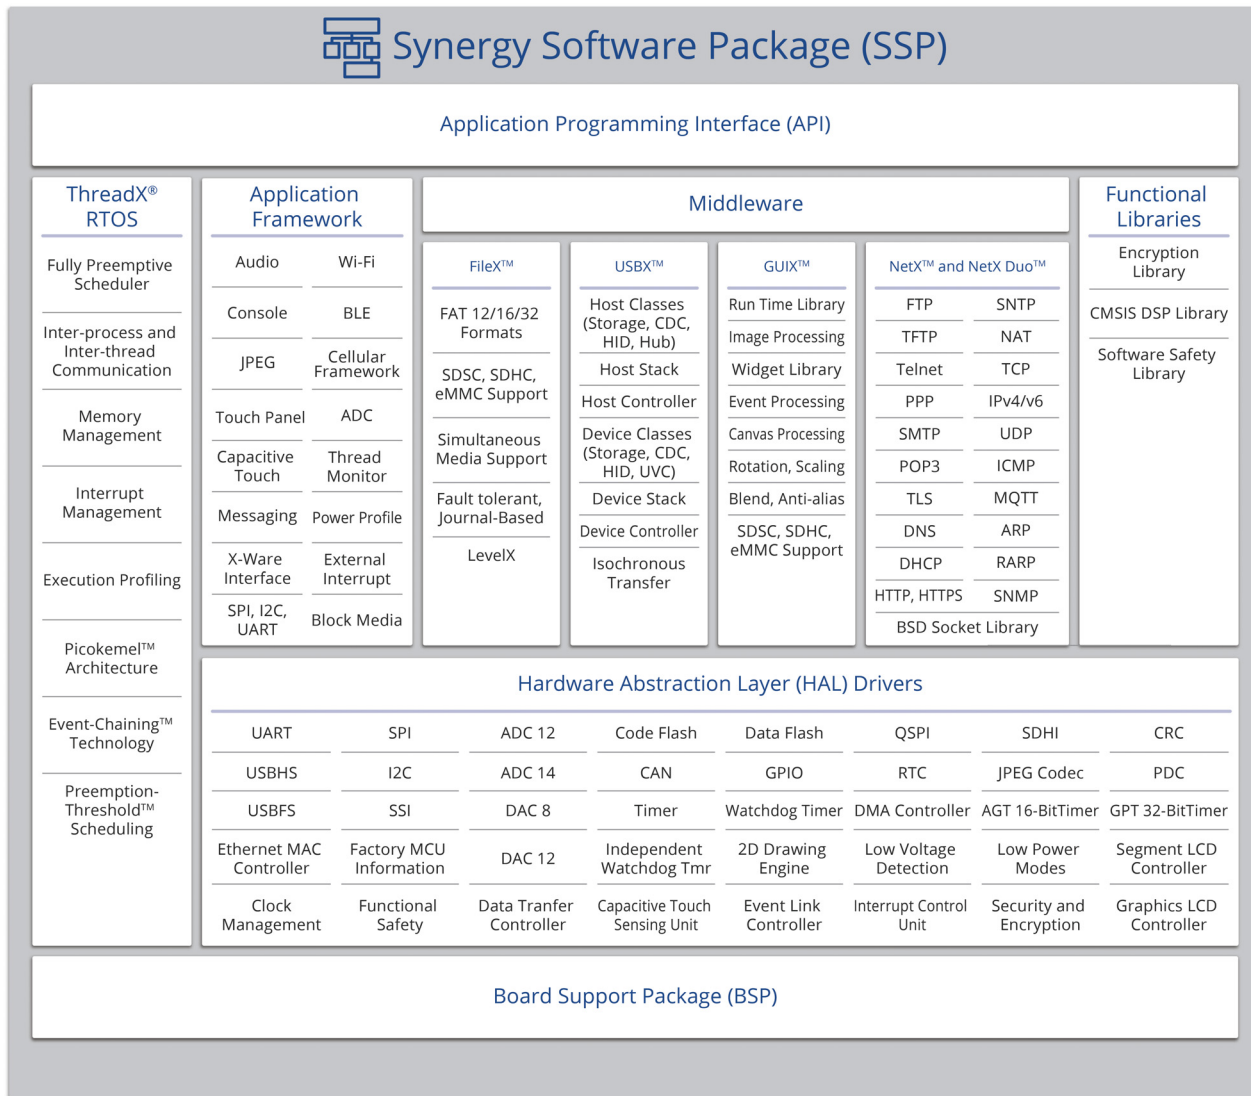 Synergy Software Package (SSP)
Application Programming Interface (API)
ThreadX®
RTOS
Fully Preemptive
Scheduler
Inter-process and
Inter-thread
Communication
Memory
Management
Interrupt
Management
Execution Profiling
Picokemel™
Architecture
Event-Chaining™
Technology
Preemption-
Threshold™
Scheduling
Application
Framework
Audio
Wi-Fi
Console
BLE
JPEG
Cellular
Framework
Touch Panel
ADC
Capacitive
Touch
Thread
Monitor
Messaging
Power Profile
X-Ware
Interface
External
Interrupt
SPI, I2C,
UART
Block Media
Middleware
FileX™
FAT 12/16/32
Formats
SDSC, SDHC,
eMMC Support
Simultaneous
Media Support
Fault tolerant,
Journal-Based
LevelX
USBX™
Host Classes
(Storage, CDC,
HID, Hub)
Host Stack
Host Controller
Device Classes
(Storage, CDC,
HID, UVC)
Device Stack
Device Controller
Isochronous
Transfer
GUIX™
Run Time Library
Image Processing
Widget Library
Event Processing
Canvas Processing
Rotation, Scaling
Blend, Anti-alias
SDSC, SDHC,
eMMC Support
NetX™ and NetX Duo™
FTP
SNTP
TFTP
NAT
Telnet
TCP
PPP
IPv4/v6
SMTP
UDP
POP3
ICMP
TLS
MQTT
DNS
ARP
DHCP
RARP
HTTP, HTTPS
SNMP
BSD Socket Library
Functional
Libraries
Encryption
Library
CMSIS DSP Library
Software Safety
Library
Hardware Abstraction Layer (HAL) Drivers
UART
SPI
ADC 12
Code Flash
Data Flash
QSPI
SDHI
CRC
USBHS
I2C
ADC 14
CAN
GPIO
RTC
JPEG Codec
PDC
USBFS
SSI
DAC 8
Timer
Watchdog Timer
DMA Controller
AGT 16-BitTimer
GPT 32-BitTimer
Ethernet MAC
Controller
Factory MCU
Information
DAC 12
Independent
Watchdog Tmr
2D Drawing
Engine
Low Voltage
Detection
Low Power
Modes
Segment LCD
Controller
Clock
Management
Functional
Safety
Data Tranfer
Controller
Capacitive Touch
Sensing Unit
Event Link
Controller
Interrupt Control
Unit
Security and
Encryption
Graphics LCD
Controller
Board Support Package (BSP)